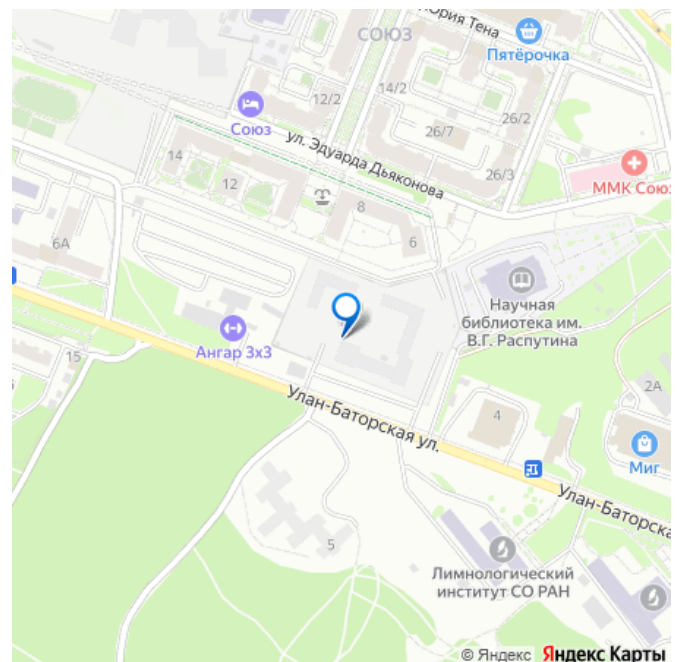 Юрия Тена
СОЮЗ
Пятёрочка
12/2
14/2
26/2
Союз
26/7
ул. Эдуарда Дьяконова
14
26/3
12
ММК Союз
8
6А
6
Научная
библиотека им.
В.Г. Распутина
Ангар 3х3
15
2А
Улан-Баторская ул.
4
Миг
Улан-Баторска
5
Лимнологический
институт СО РАН
© Яндекс Яндекс Карты